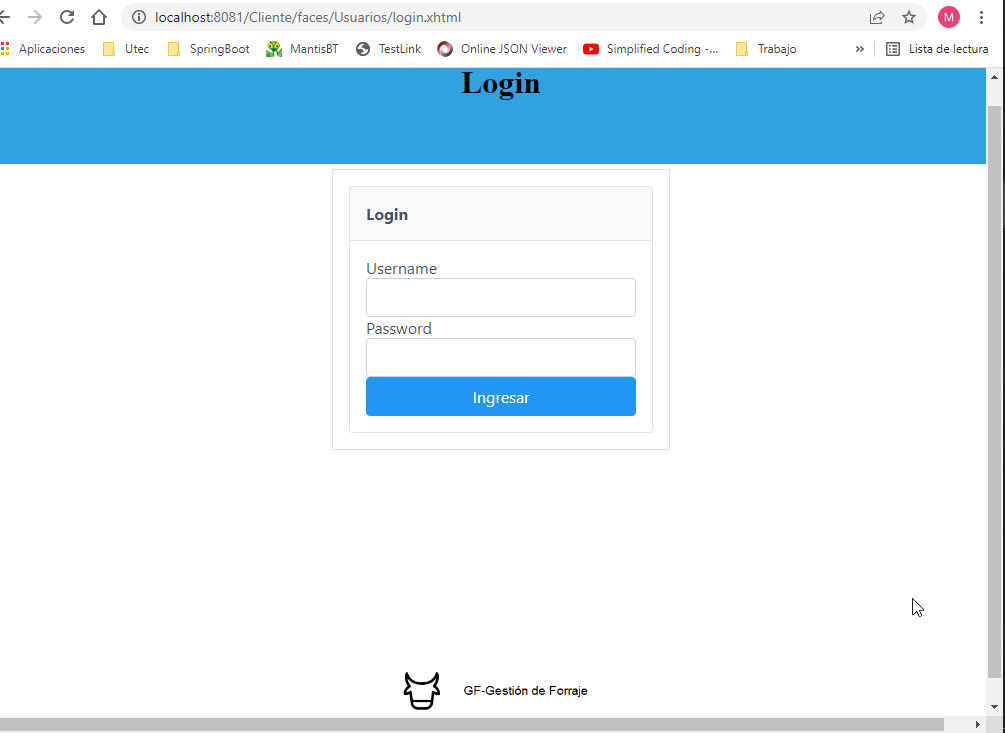 localhost:8081/Cliente/faces/Usuarios/login.xhtml
M
Aplicaciones Utec SpringBoot MantisBT TestLink Online JSON Viewer Simplified Coding -... Trabajo » Lista de lectura
Login
Login
Username
Password
Ingresar
GF-Gestión de Forraje